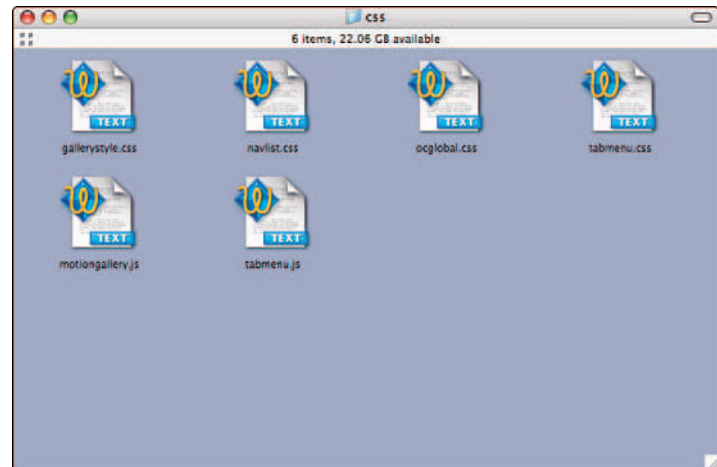 css
6 items, 22.06 GB available
TEXT TEXT TEXT TEXT
gallerystyle.css navlist.css ocglobal.css tabmenu.css
TEXT TEXT
motiongallery.js tabmenu.js